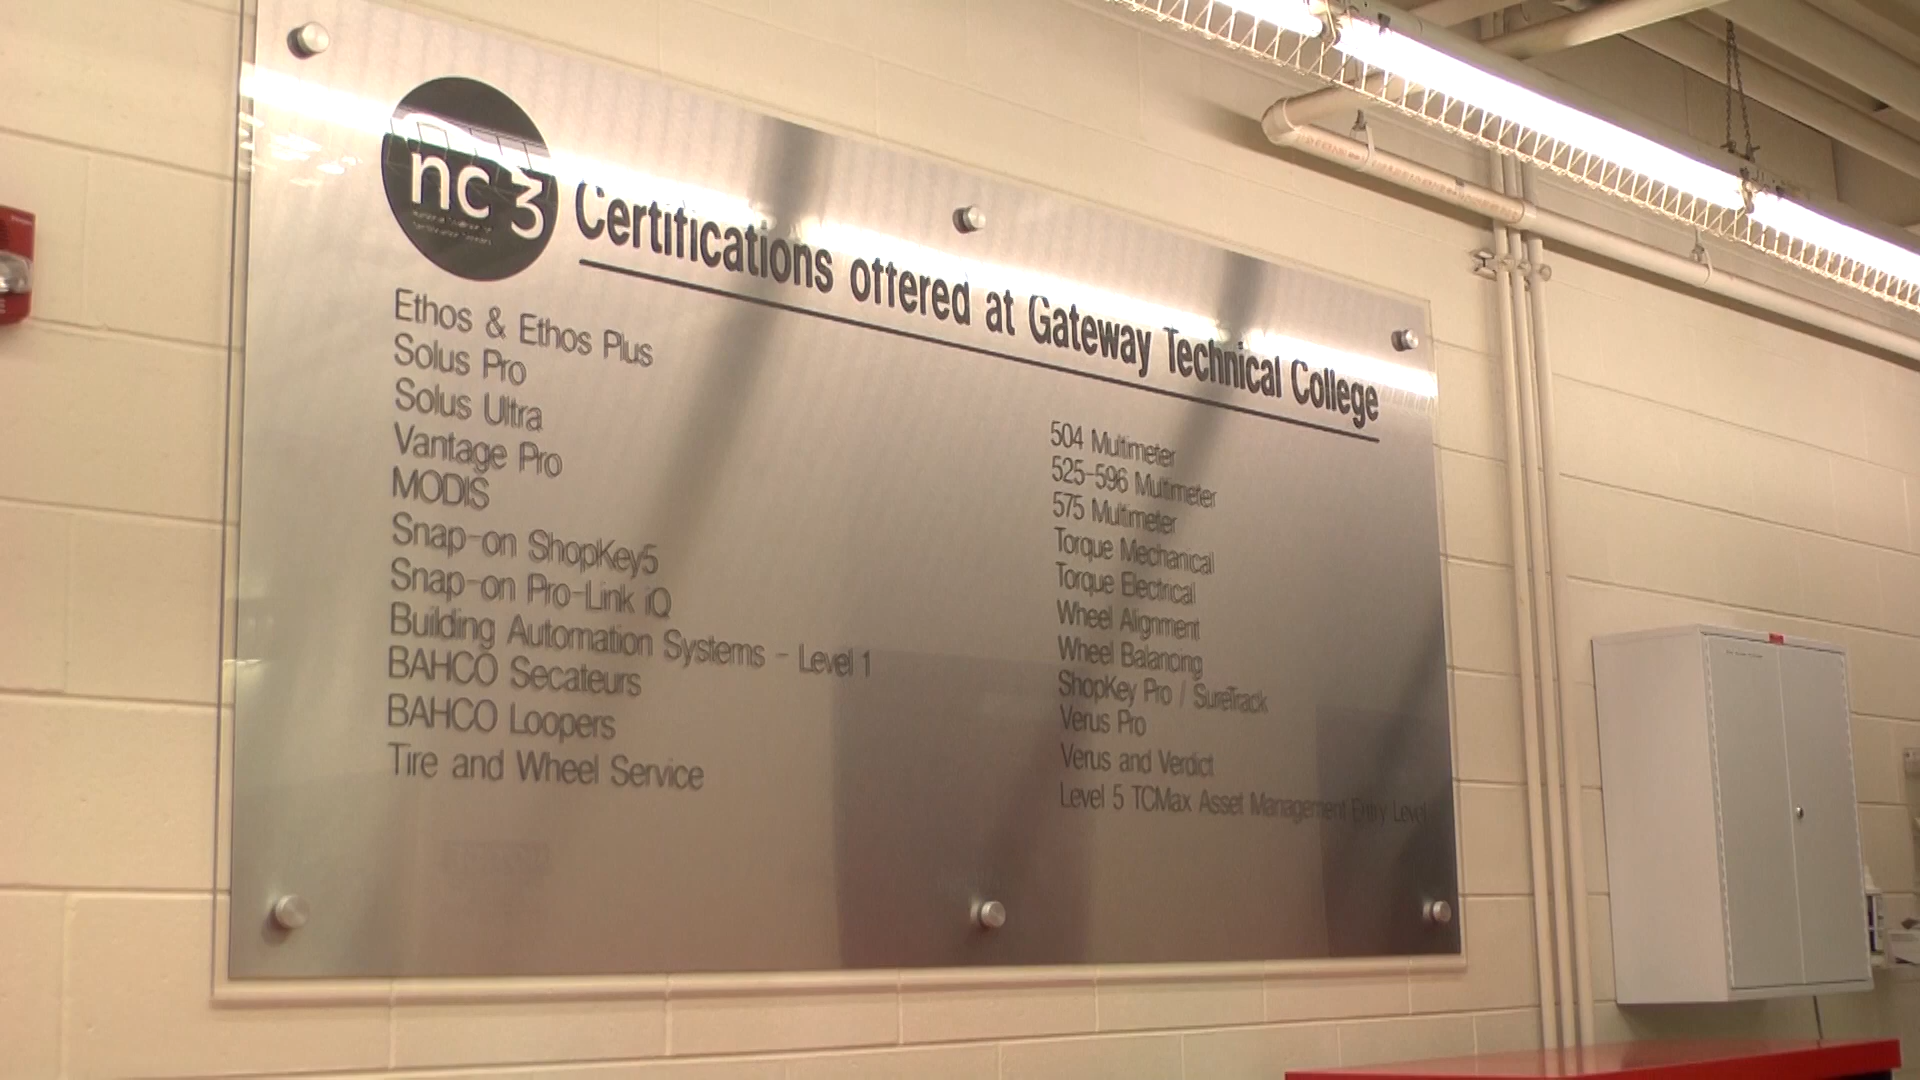 nc3
Certifications offered at Gateway Technical College
Ethos & Ethos Plus
Solus Pro
Solus Ultra
Vantage Pro
MODIS
Snap-on ShopKey5
Snap-on Pro-Link iQ
Building Automation Systems - Level 1
BAHCO Secateurs
BAHCO Loopers
Tire and Wheel Service
504 Multimeter
525-596 Multimeter
575 Multimeter
Torque Mechanical
Torque Electrical
Wheel Alignment
Wheel Balancing
ShopKey Pro / SureTrack
Verus Pro
Verus and Verdict
Level 5 TCMax Asset Management Entry Level